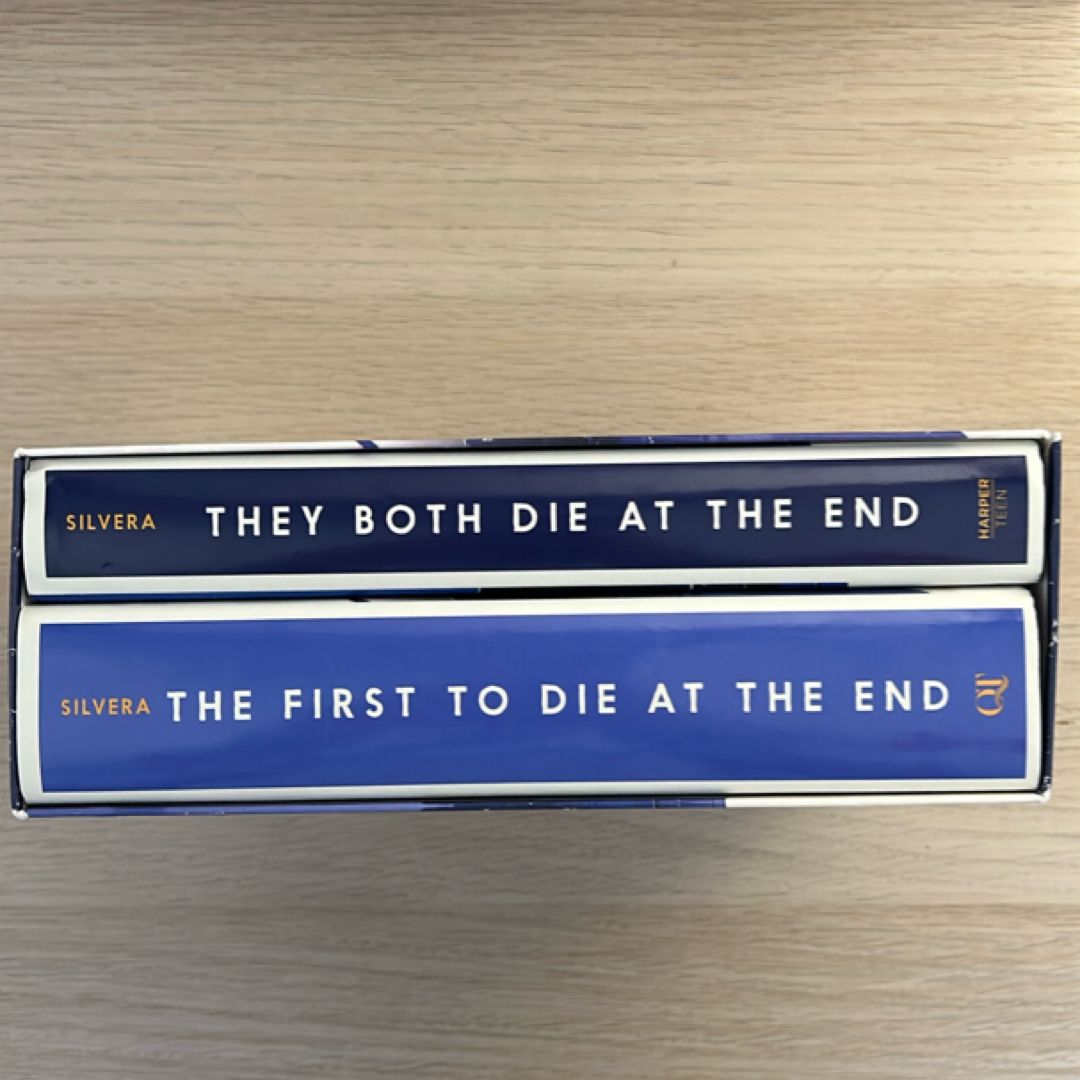 SILVERA THEY BOTH DIE AT THE END HARPER
TEEN
SILVERA THE FIRST TO DIE AT THE END